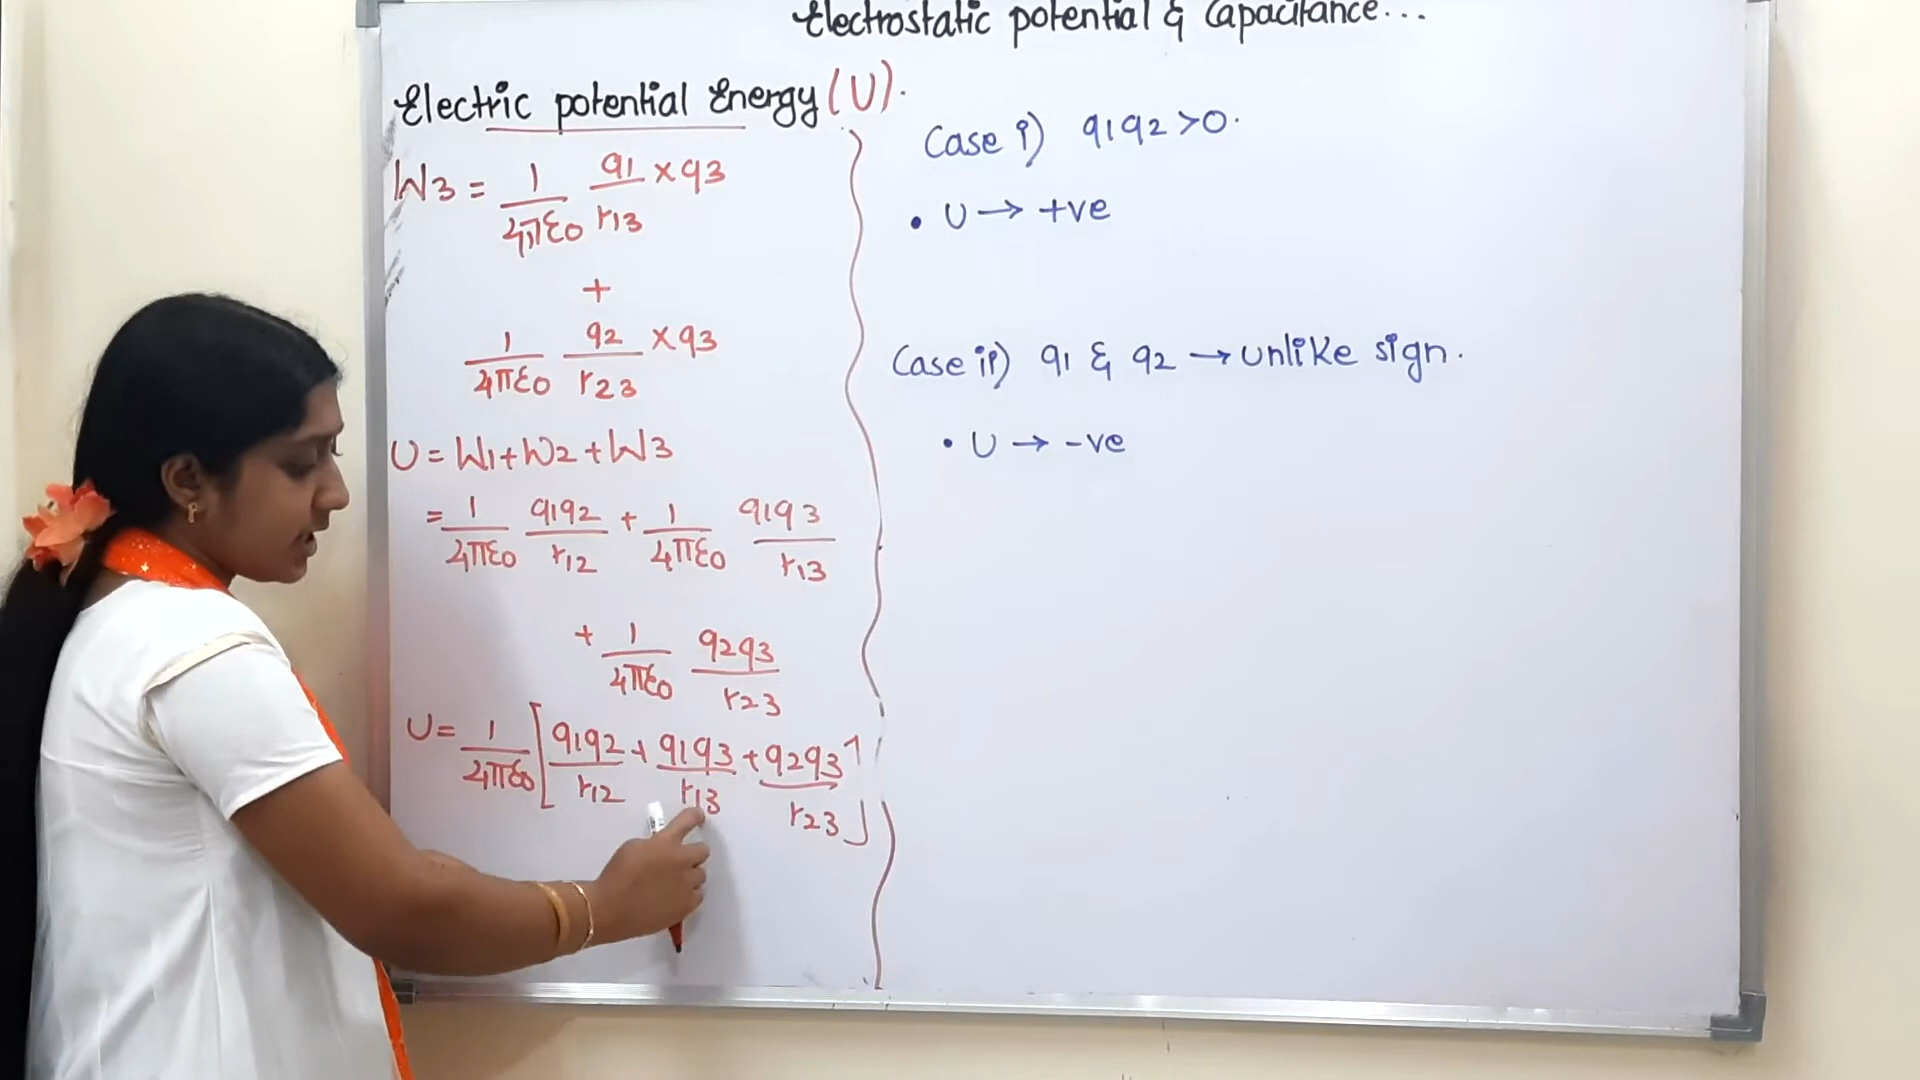 Electrostatic potential & Capacitance...
Electric potential Energy (U).
W3 = 1/4πε0 q1/r13 × q3
+
1/4πε0 q2/r23 × q3
U = W1 + W2 + W3
= 1/4πε0 q1q2/r12 + 1/4πε0 q1q3/r13
+ 1/4πε0 q2q3/r23
U = 1/4πε0 [q1q2/r12 + q1q3/r13 + q2q3/r23]
Case i) q1q2 >0.
• U → +ve
Case ii) q1 & q2 → unlike sign.
• U → -ve